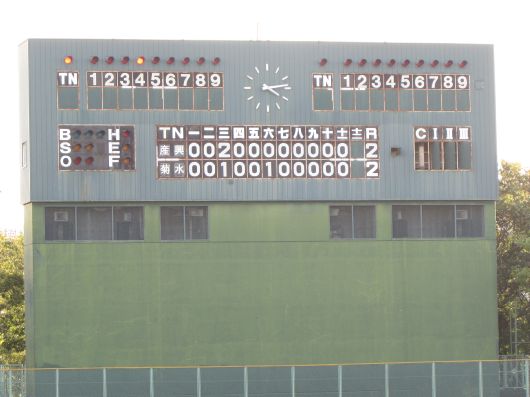 TN 1 2 3 4 5 6 7 8 9 TN 1 2 3 4 5 6 7 8 9
B H
S E
O F
TN 一 二 三 四 五 六 七 八 九 十 十一 十二 R
産興 0 0 2 0 0 0 0 0 0 0 0 2
菊水 0 0 1 0 0 1 0 0 0 0 0 2
C I II III